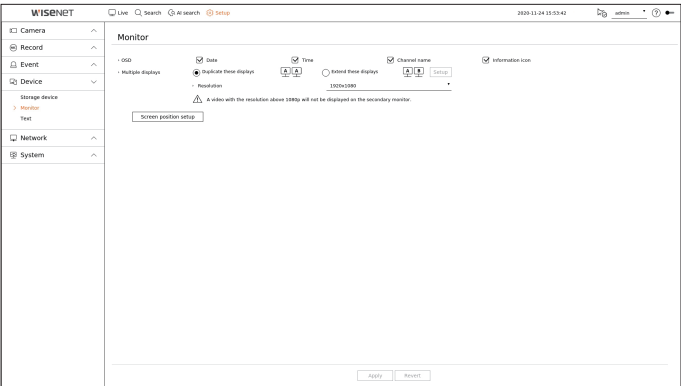 WISENET
Live Search AI search Setup 2020-11-24 15:53:42 admin ?
Camera
Record
Event
Device
Storage device
Monitor
Text
Network
System
Monitor
OSD Date Time Channel name Information icon
Multiple displays Duplicate these displays A A Extend these displays A B Setup
Resolution 1920x1080
A video with the resolution above 1080p will not be displayed on the secondary monitor.
Screen position setup
Apply Revert